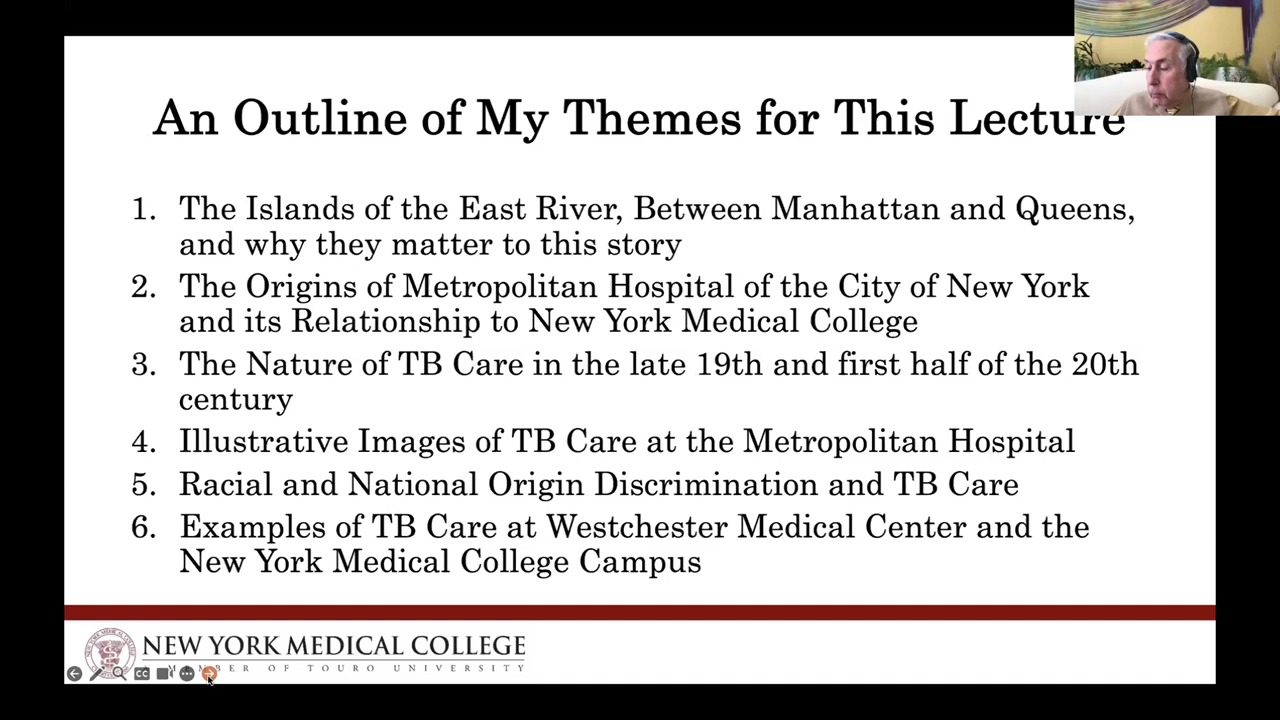 An Outline of My Themes for This Lecture
1. The Islands of the East River, Between Manhattan and Queens,
and why they matter to this story
2. The Origins of Metropolitan Hospital of the City of New York
and its Relationship to New York Medical College
3. The Nature of TB Care in the late 19th and first half of the 20th
century
4. Illustrative Images of TB Care at the Metropolitan Hospital
5. Racial and National Origin Discrimination and TB Care
6. Examples of TB Care at Westchester Medical Center and the
New York Medical College Campus
NEW YORK MEDICAL COLLEGE
MEMBER OF TOURO UNIVERSITY
CC